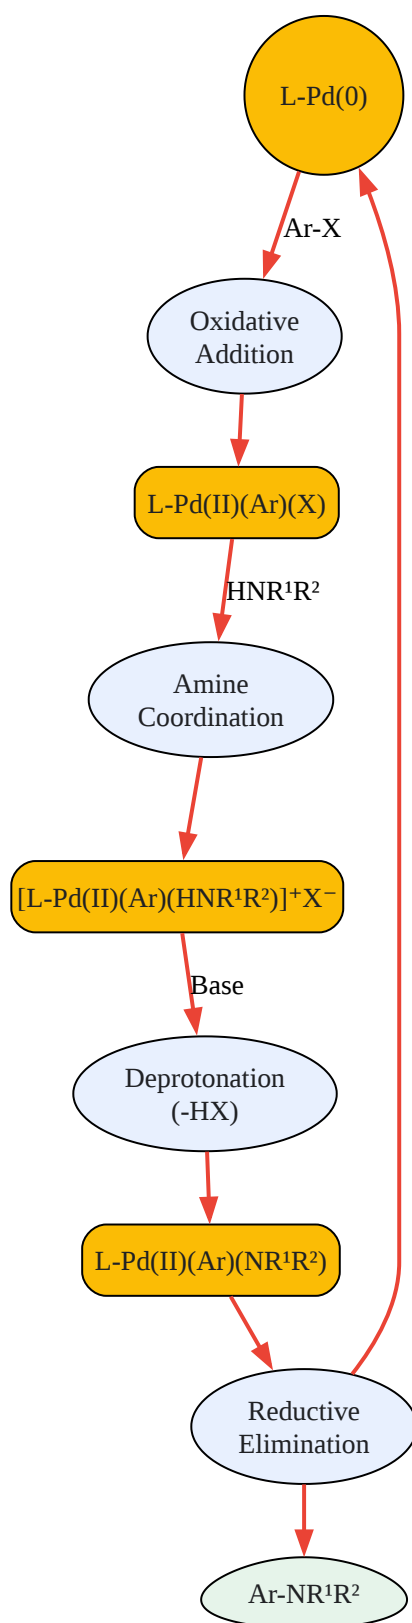 L-Pd(0)
Ar-X
Oxidative
Addition
L-Pd(II)(Ar)(X)
HNR¹R²
Amine
Coordination
[L-Pd(II)(Ar)(HNR¹R²)]⁺X⁻
Base
Deprotonation
(-HX)
L-Pd(II)(Ar)(NR¹R²)
Reductive
Elimination
Ar-NR¹R²